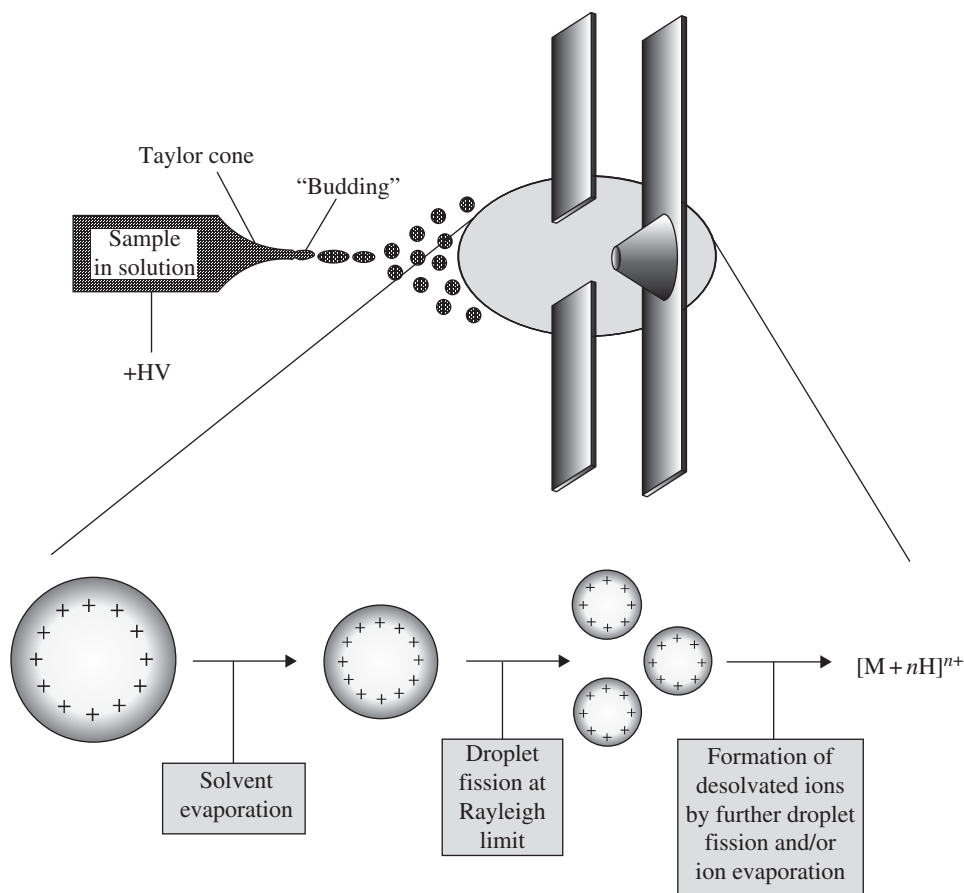 Taylor cone
“Budding”
Sample
in solution
+HV
+ + + + + + + + + + + +
+ + + + + + + + + + + +
+ + + + + + + +
+ + + + + + + +
+ + + + + + + +
[M + nH]ⁿ⁺
Solvent
evaporation
Droplet
fission at
Rayleigh
limit
Formation of
desolvated ions
by further droplet
fission and/or
ion evaporation